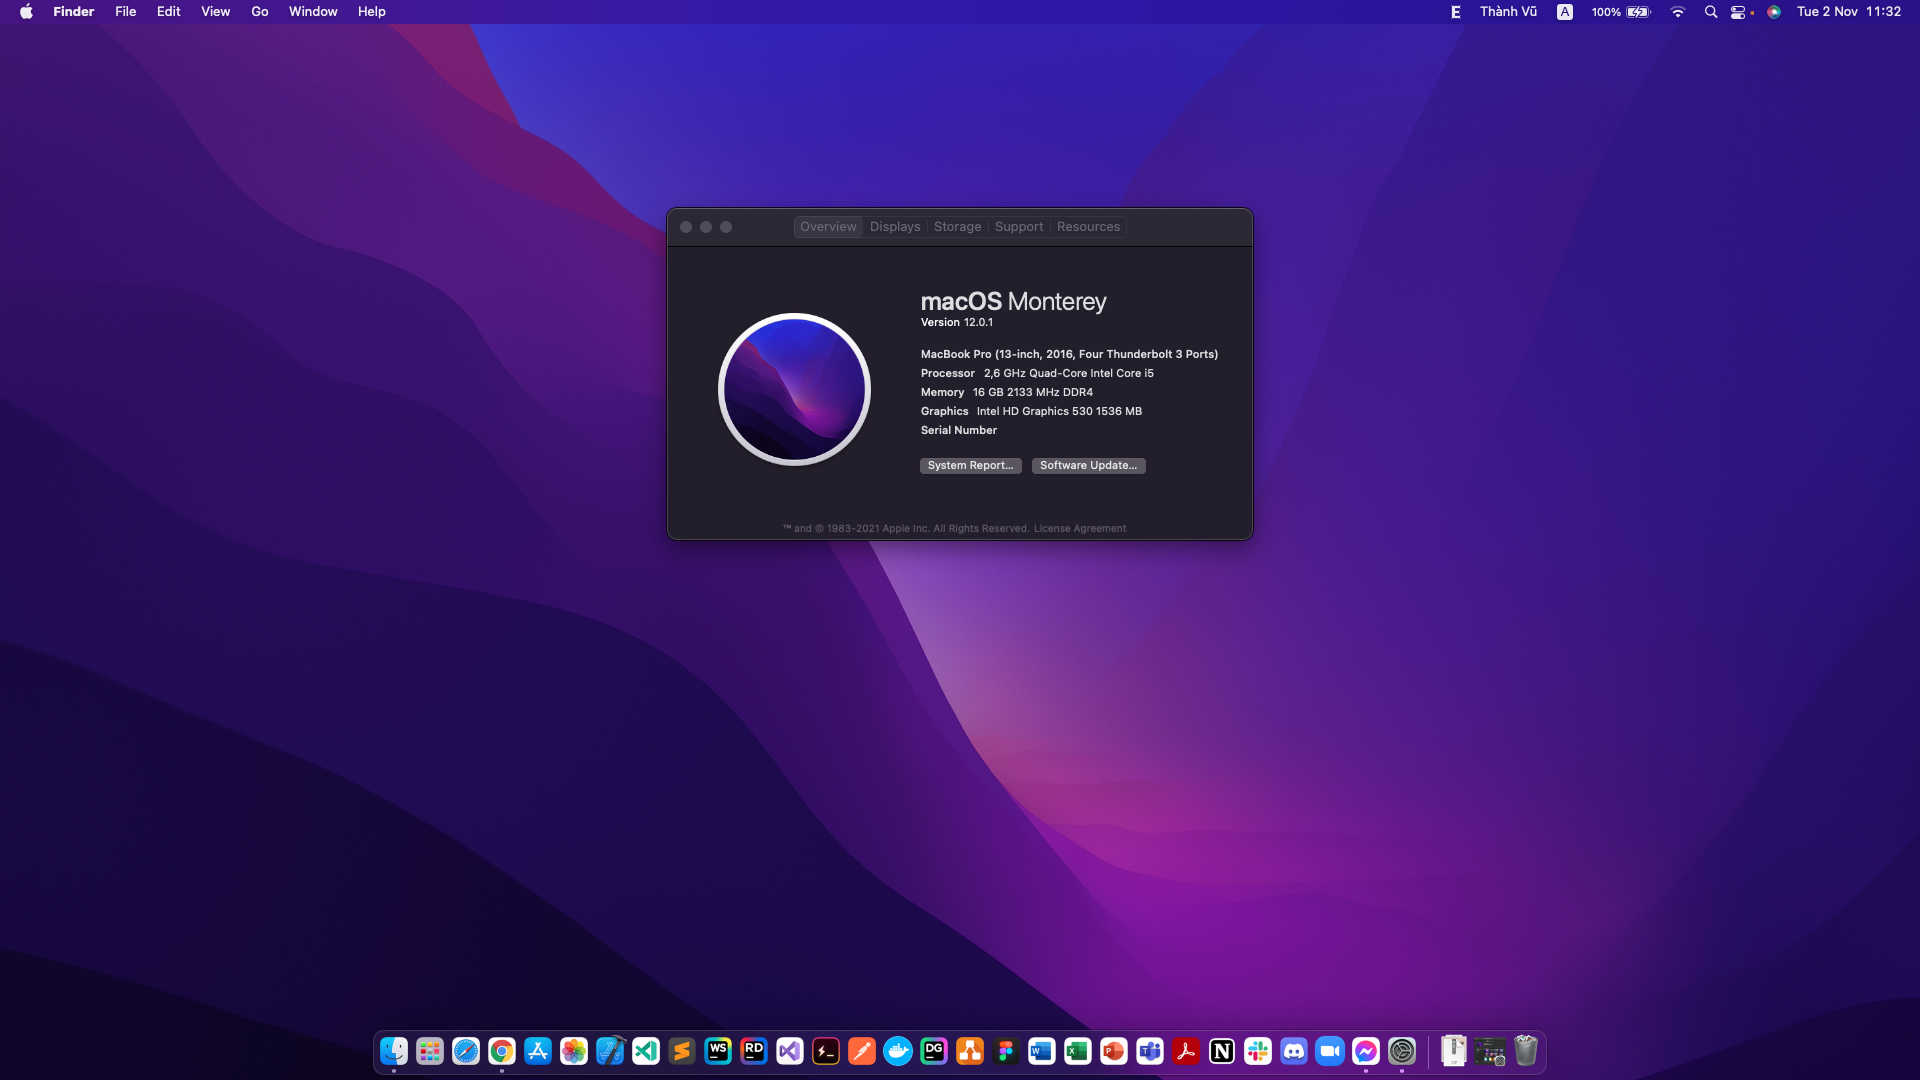 Finder File Edit View Go Window Help
E Thành Vũ A 100% Tue 2 Nov 11:32
Overview Displays Storage Support Resources
macOS Monterey
Version 12.0.1
MacBook Pro (13-inch, 2016, Four Thunderbolt 3 Ports)
Processor 2,6 GHz Quad-Core Intel Core i5
Memory 16 GB 2133 MHz DDR4
Graphics Intel HD Graphics 530 1536 MB
Serial Number
System Report... Software Update...
™ and © 1983-2021 Apple Inc. All Rights Reserved. License Agreement
WS RD DG W X P T N